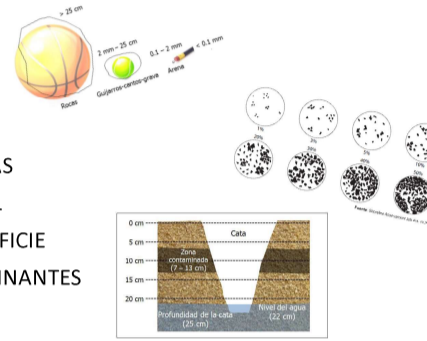 > 25 cm
2 mm – 25 cm
0.1 – 2 mm
< 0.1 mm
Rocas
Guijarros-cantos-grava
Arena
1%
3%
5%
10%
20%
30%
40%
50%
Fuente:
AS
FICIE
INANTES
0 cm
5 cm
10 cm
15 cm
20 cm
Cata
Zona
contaminada
(7 – 13 cm)
Profundidad de la cata
(25 cm)
Nivel del agua
(22 cm)